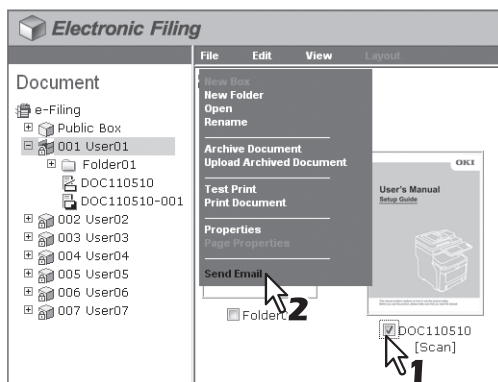 Electronic Filing
File Edit View Layout
Document
e-Filing
Public Box
001 User01
Folder01
DOC110510
DOC110510-001
002 User02
003 User03
004 User04
005 User05
006 User06
007 User07
New Box
New Folder
Open
Rename
Archive Document
Upload Archived Document
Test Print
Print Document
Properties
Page Properties
Send Email
2
OKI
User's Manual
Setup Guide
DOC110510
[Scan]
1